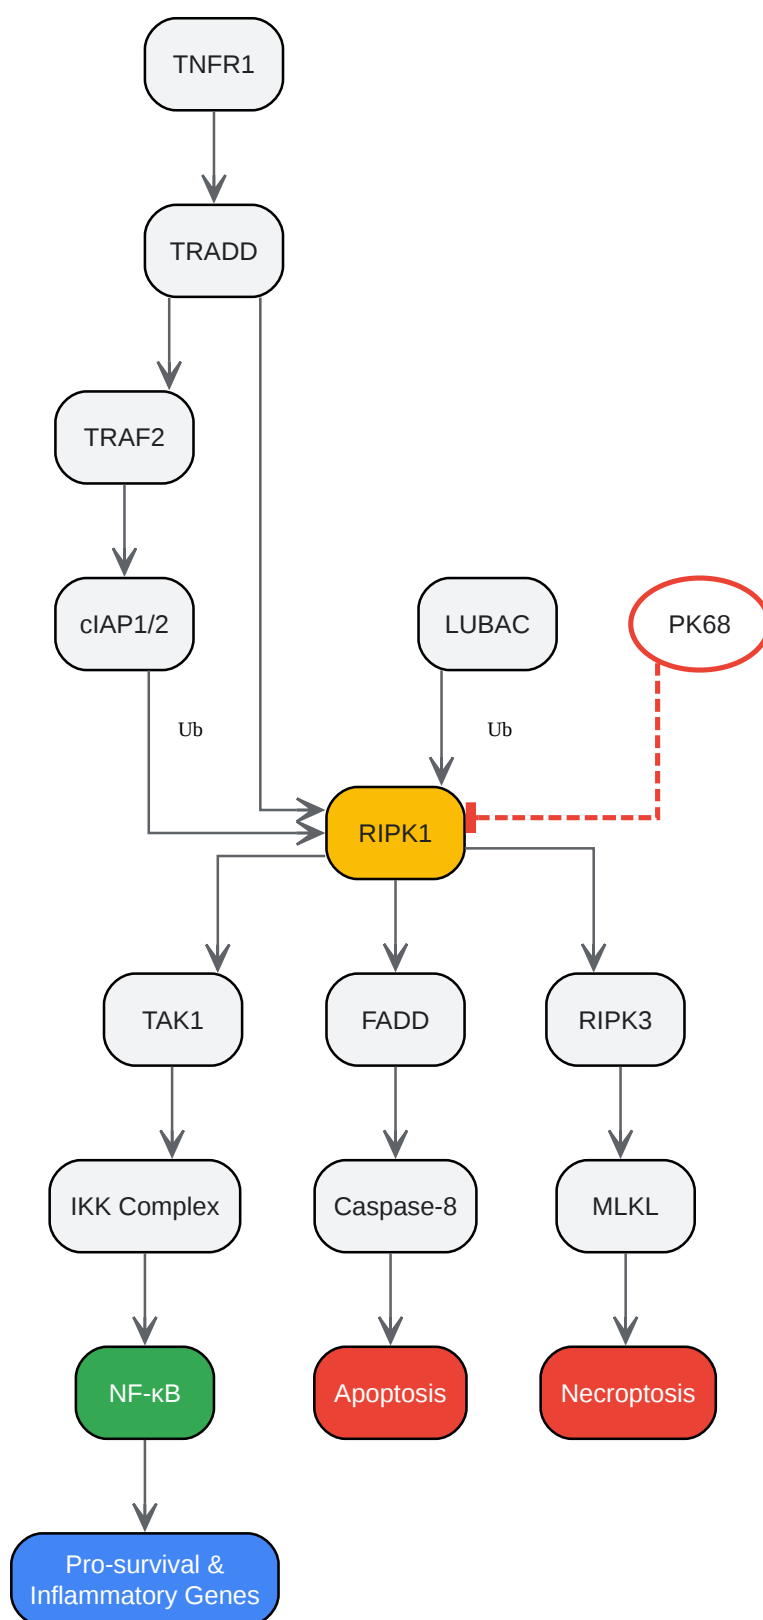 TNFR1
TRADD
TRAF2
cIAP1/2
LUBAC
PK68
Ub
Ub
RIPK1
TAK1
FADD
RIPK3
IKK Complex
Caspase-8
MLKL
NF-κB
Apoptosis
Necroptosis
Pro-survival &
Inflammatory Genes